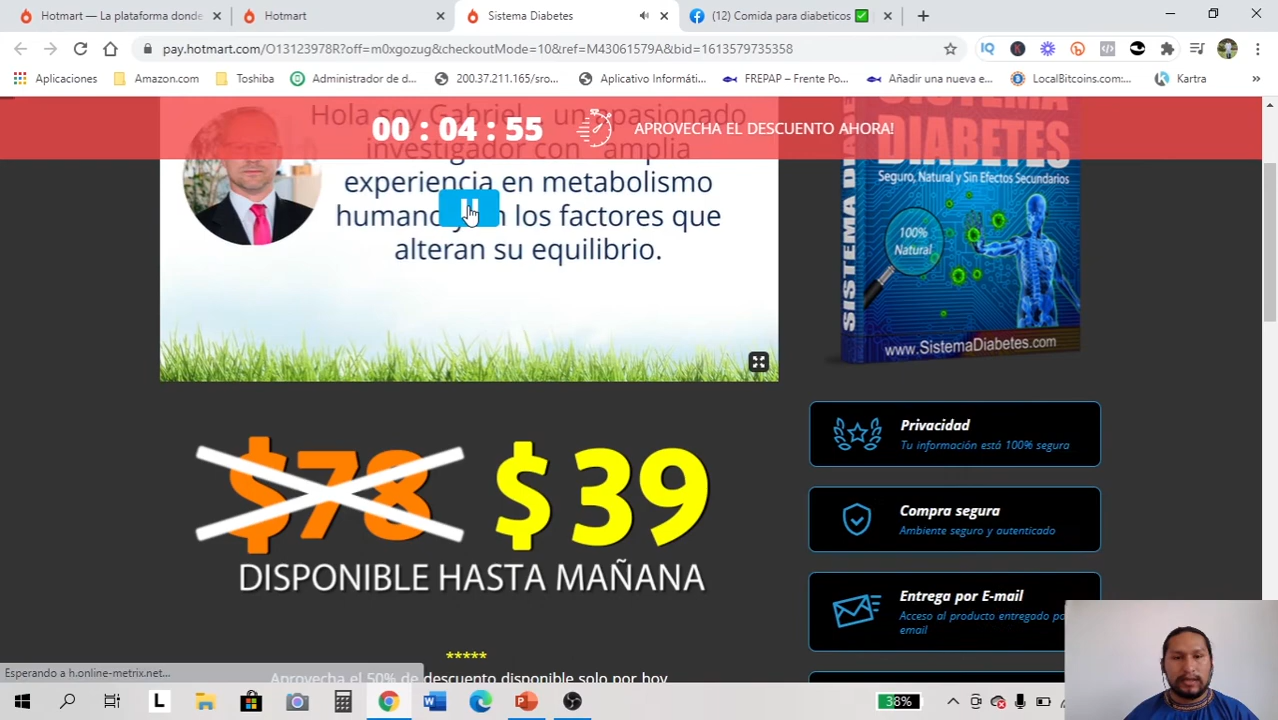 Hotmart — La plataforma donde
Hotmart
Sistema Diabetes
(12) Comida para diabeticos ✅
pay.hotmart.com/O13123978R?off=m0xgozug&checkoutMode=10&ref=M43061579A&bid=1613579735358
Aplicaciones
Amazon.com
Toshiba
Administrador de d...
200.37.211.165/sro...
Aplicativo Informáti...
FREPAP – Frente Po...
Añadir una nueva e...
LocalBitcoins.com:...
Kartra
»
00 : 04 : 55
APROVECHA EL DESCUENTO AHORA!
Hola soy Gabriel, un apasionado
investigador con amplia
experiencia en metabolismo
humano y en los factores que
alteran su equilibrio.
SISTEMA
DIABETES
Seguro, Natural y Sin Efectos Secundarios
100%
Natural
SISTEMA DIAB
www.SistemaDiabetes.com
$78 $39
DISPONIBLE HASTA MAÑANA
*****
Aprovecha el 50% de descuento disponible solo por hoy
Privacidad
Tu información está 100% segura
Compra segura
Ambiente seguro y autenticado
Entrega por E-mail
Acceso al producto entregado po
email
Esperando a h.online-metrix.net...
38%